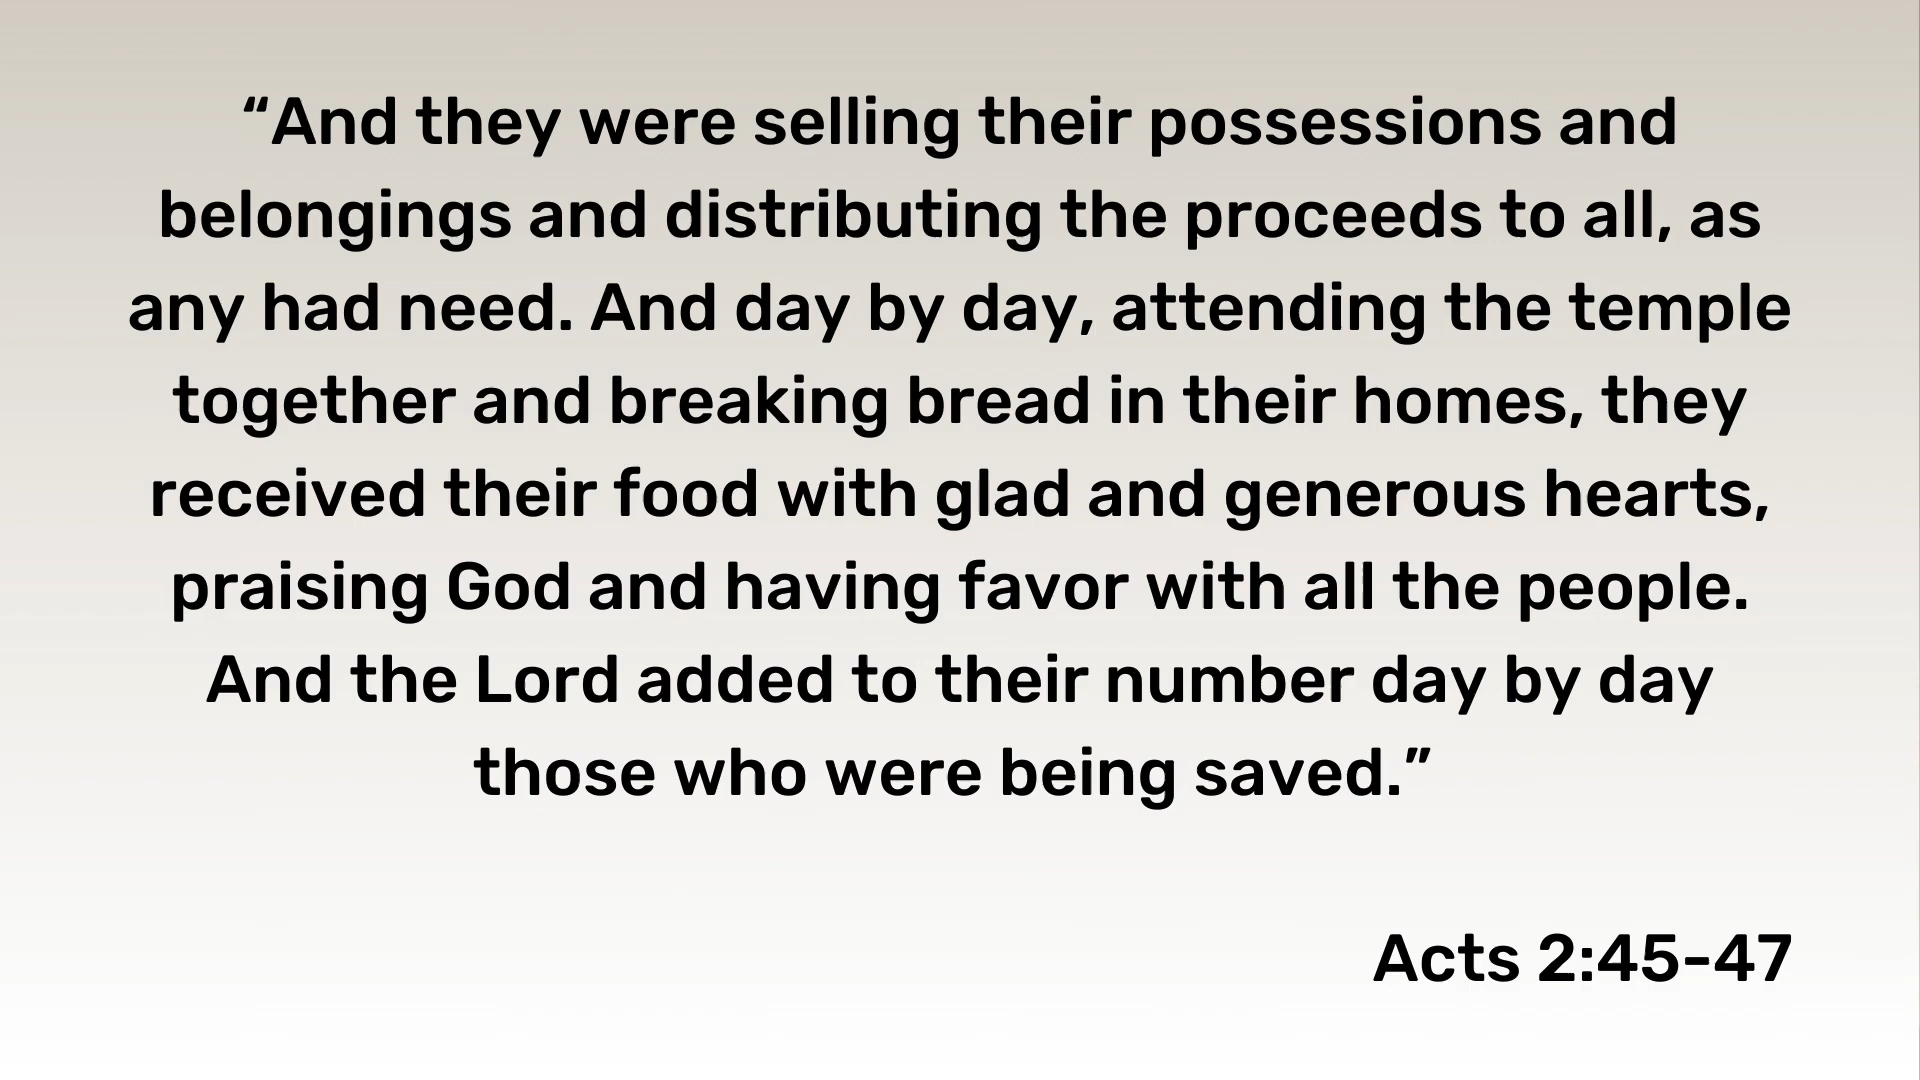 “And they were selling their possessions and
belongings and distributing the proceeds to all, as
any had need. And day by day, attending the temple
together and breaking bread in their homes, they
received their food with glad and generous hearts,
praising God and having favor with all the people.
And the Lord added to their number day by day
those who were being saved.”
Acts 2:45-47